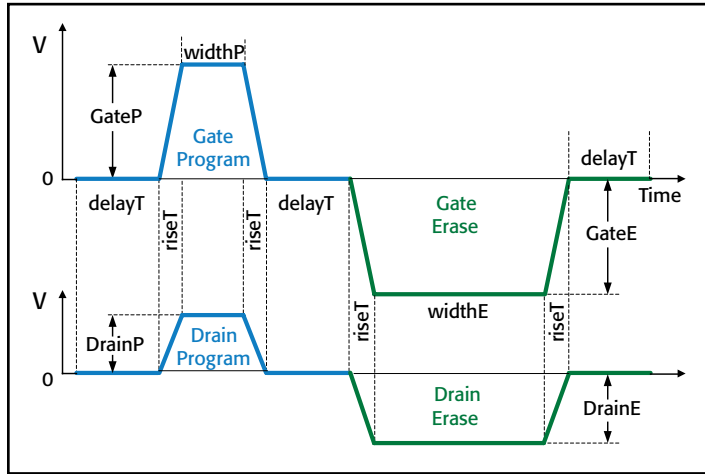 V
widthP
GateP
Gate
Program
delayT
0
Time
delayT
riseT
riseT
delayT
Gate
Erase
GateE
V
riseT
widthE
riseT
DrainP
Drain
Program
0
Drain
Erase
DrainE